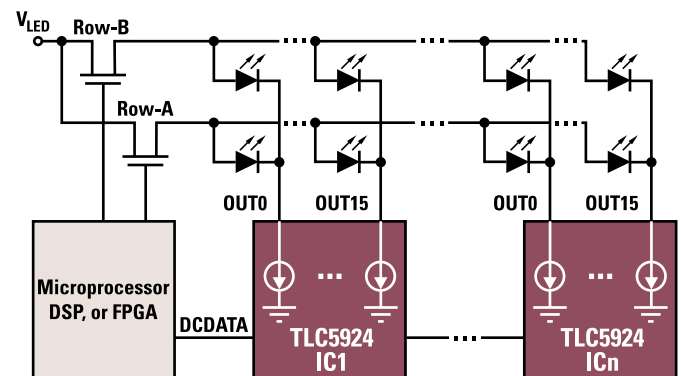 VLED
Row-B
Row-A
OUT0
OUT15
OUT0
OUT15
Microprocessor
DSP, or FPGA
DCDATA
TLC5924
IC1
TLC5924
ICn